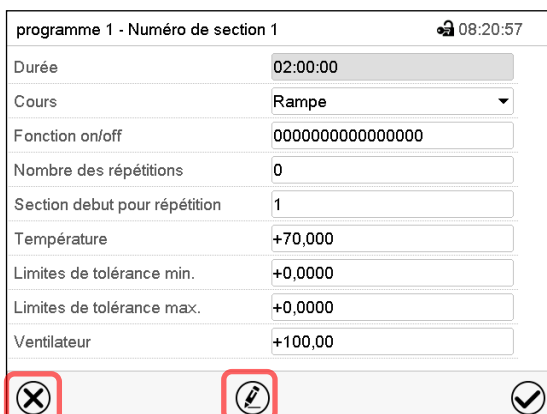 programme 1 - Numéro de section 1 08:20:57
Durée 02:00:00
Cours Rampe
Fonction on/off 0000000000000000
Nombre des répétitions 0
Section debut pour répétition 1
Température +70,000
Limites de tolérance min. +0,0000
Limites de tolérance max. +0,0000
Ventilateur +100,00